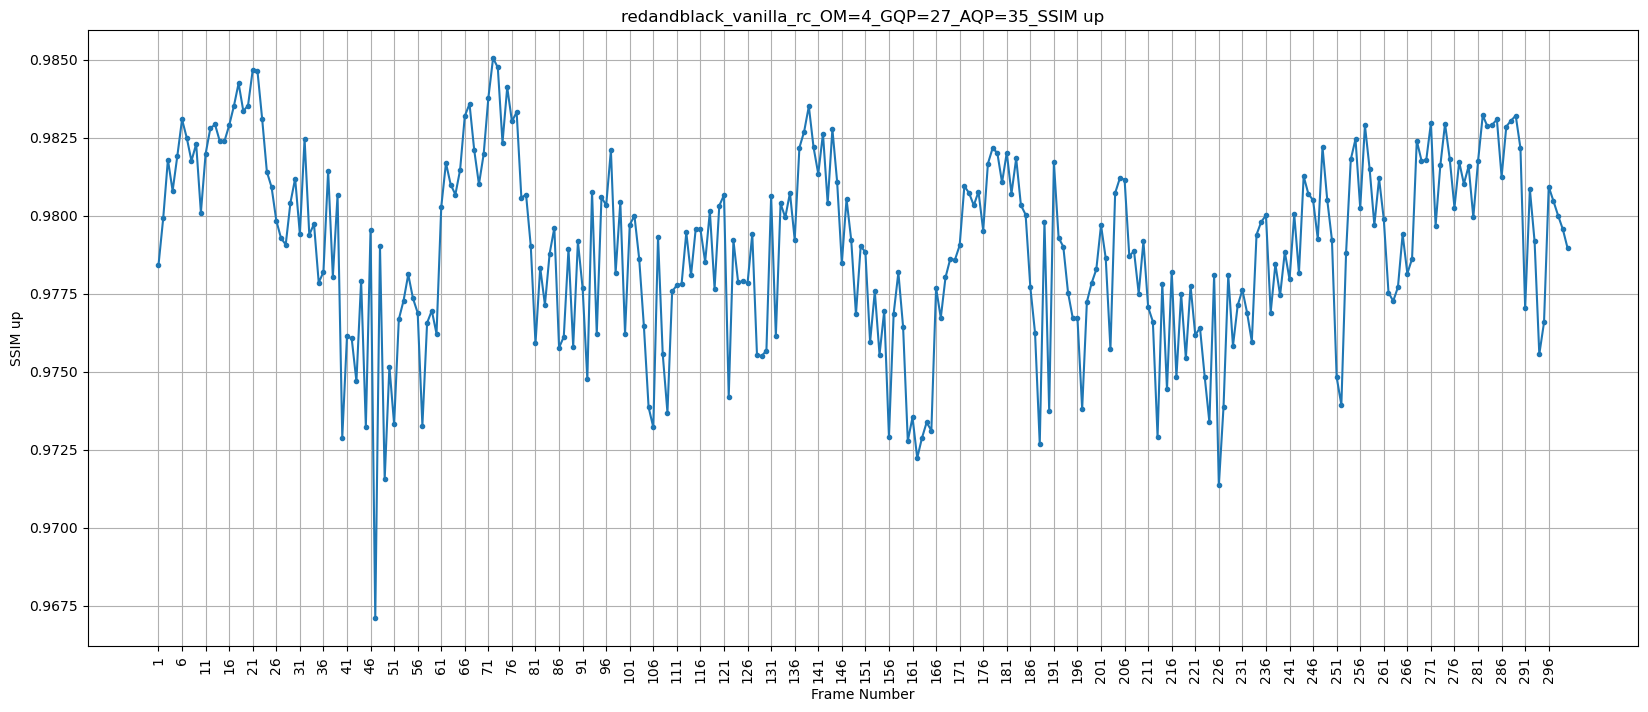 redandblack_vanilla_rc_OM=4_GQP=27_AQP=35_SSIM up
SSIM up
0.9850
0.9825
0.9800
0.9775
0.9750
0.9725
0.9700
0.9675
1 6 11 16 21 26 31 36 41 46 51 56 61 66 71 76 81 86 91 96 101 106 111 116 121 126 131 136 141 146 151 156 161 166 171 176 181 186 191 196 201 206 211 216 221 226 231 236 241 246 251 256 261 266 271 276 281 286 291 296
Frame Number